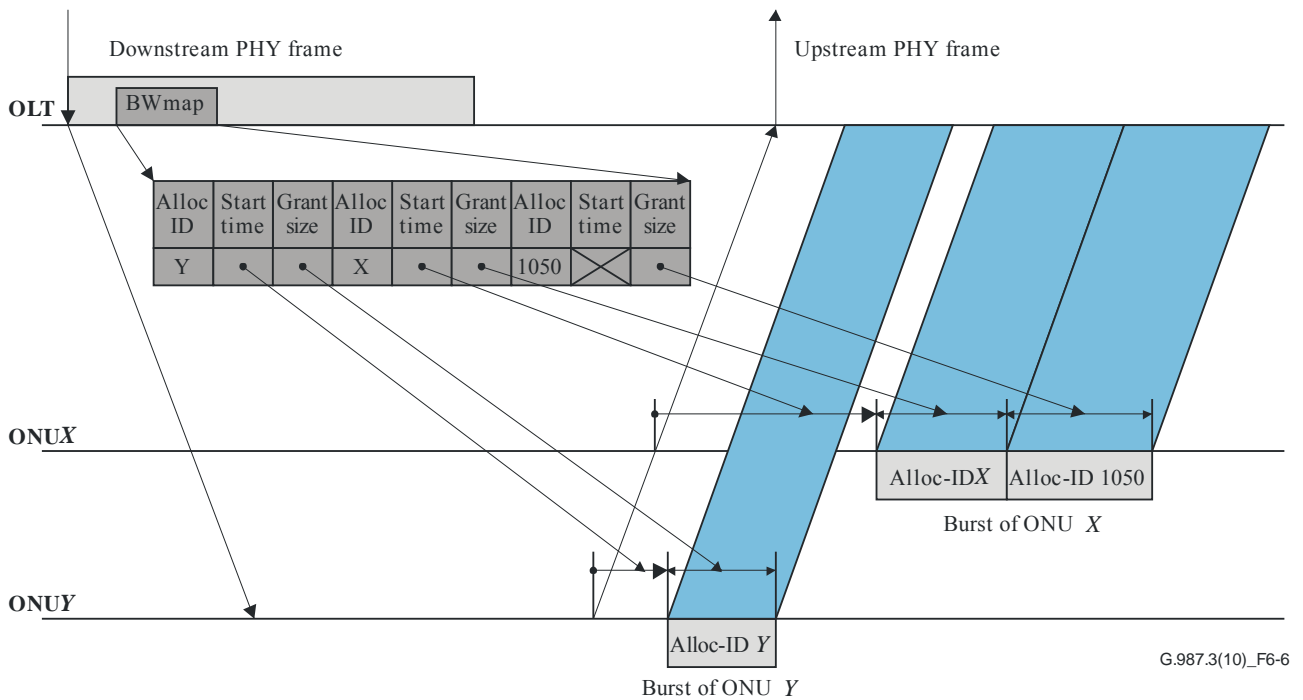 Downstream PHY frame
Upstream PHY frame
OLT
BWmap
Alloc ID Start time Grant size Alloc ID Start time Grant size Alloc ID Start time Grant size
Y X 1050
ONUX
Alloc-IDX Alloc-ID 1050
Burst of ONU X
ONUY
Alloc-ID Y
Burst of ONU Y
G.987.3(10)_F6-6